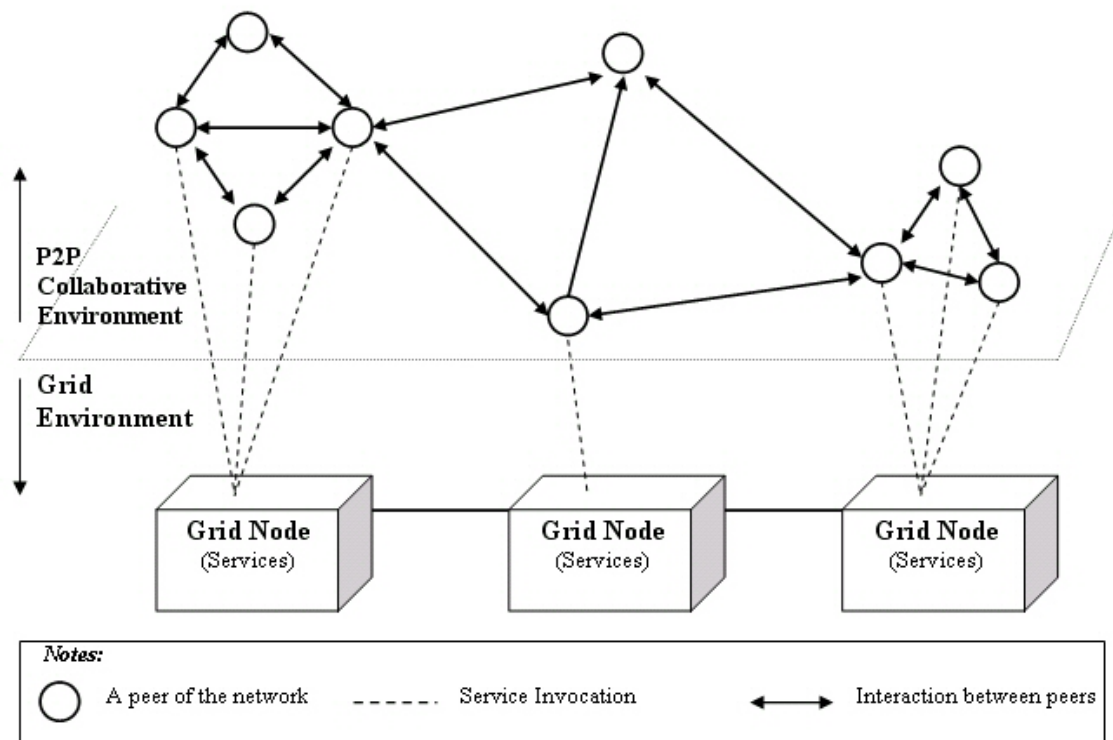 P2P
Collaborative
Environment
Grid
Environment
Grid Node
(Services)
Grid Node
(Services)
Grid Node
(Services)
Notes:
A peer of the network
Service Invocation
Interaction between peers